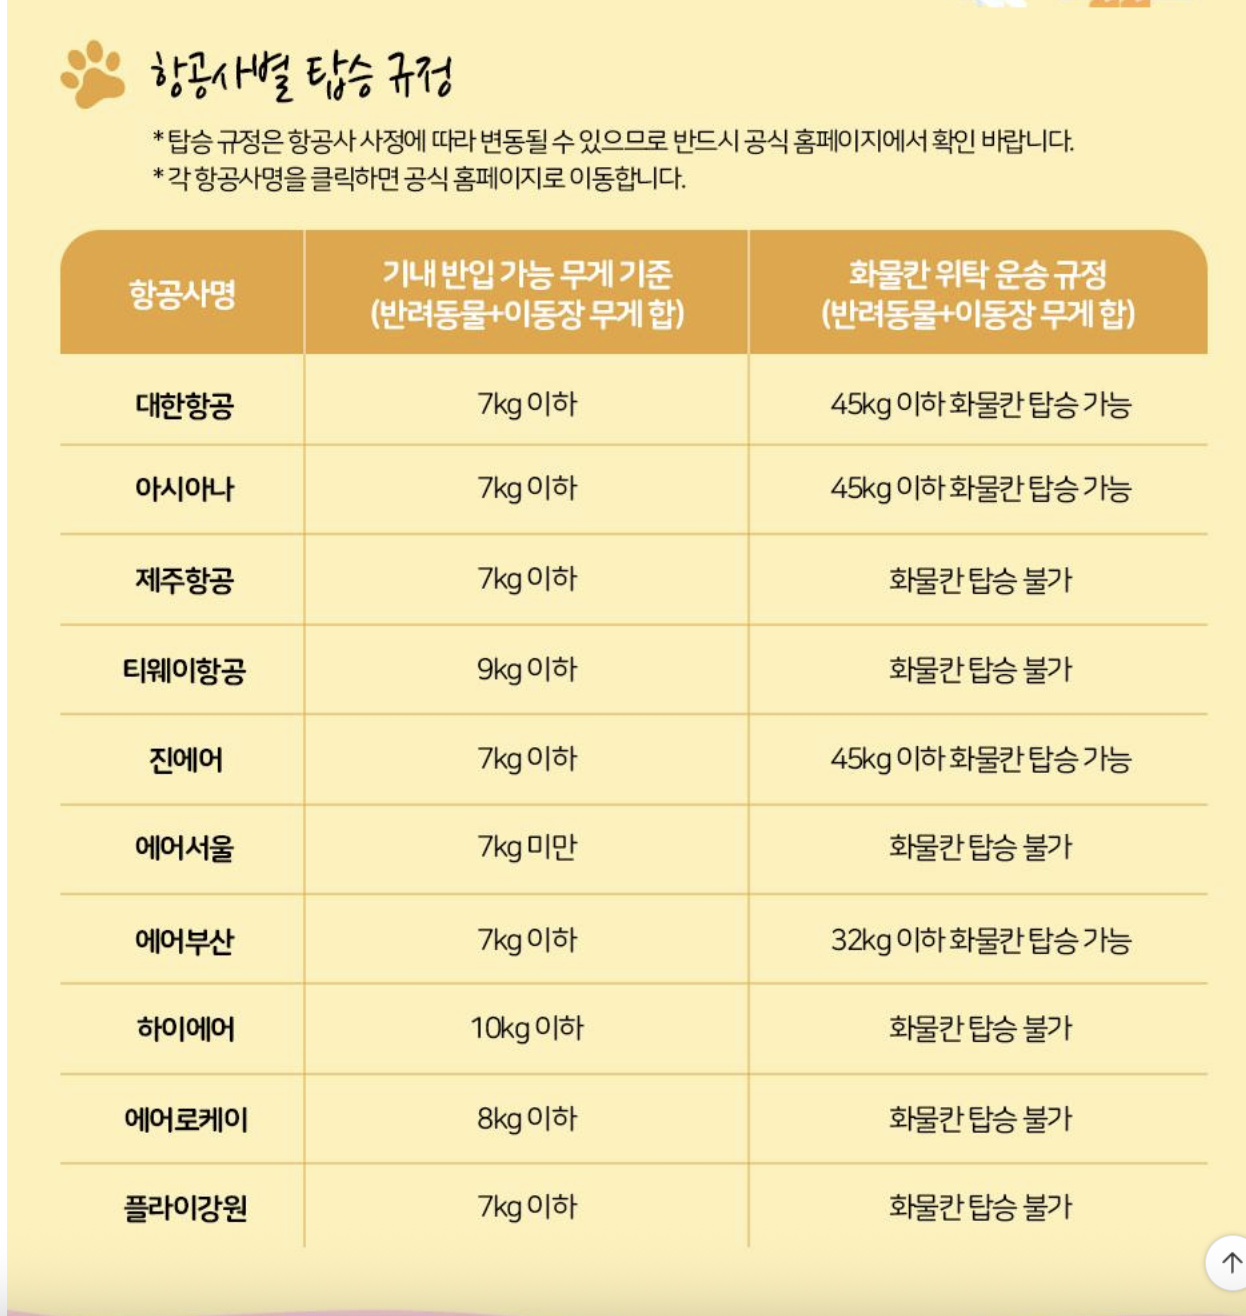 항공사별 탑승 규정
*탑승 규정은 항공사 사정에 따라 변동될 수 있으므로 반드시 공식 홈페이지에서 확인 바랍니다.
*각 항공사명을 클릭하면 공식 홈페이지로 이동합니다.
항공사명
기내 반입 가능 무게 기준
(반려동물+이동장 무게 합)
화물칸 위탁 운송 규정
(반려동물+이동장 무게 합)
대한항공 7kg 이하 45kg 이하 화물칸 탑승 가능
아시아나 7kg 이하 45kg 이하 화물칸 탑승 가능
제주항공 7kg 이하 화물칸 탑승 불가
티웨이항공 9kg 이하 화물칸 탑승 불가
진에어 7kg 이하 45kg 이하 화물칸 탑승 가능
에어서울 7kg 미만 화물칸 탑승 불가
에어부산 7kg 이하 32kg 이하 화물칸 탑승 가능
하이에어 10kg 이하 화물칸 탑승 불가
에어로케이 8kg 이하 화물칸 탑승 불가
플라이강원 7kg 이하 화물칸 탑승 불가